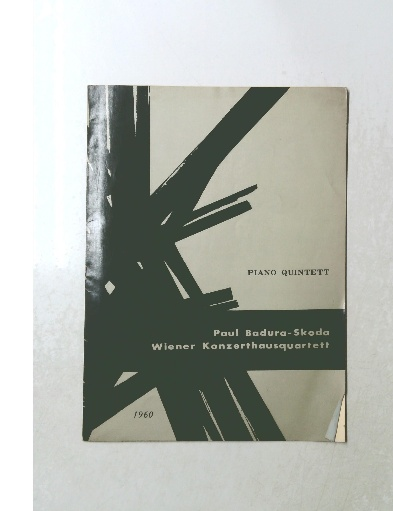 PIANO QUINTETT
Paul Badura-Skoda
Wiener Konzerthausquartett
1960